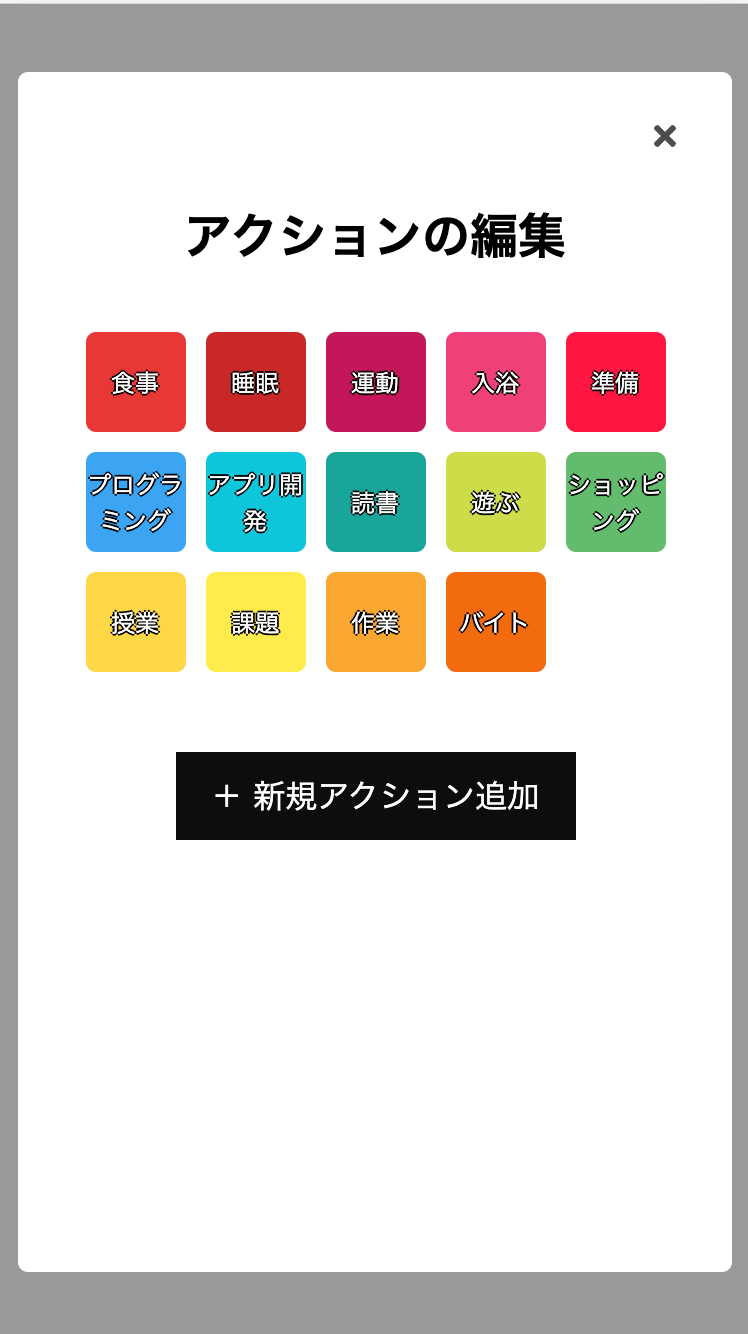 アクションの編集
食事
睡眠
運動
入浴
準備
プログラ
ミング
アプリ開
発
読書
遊ぶ
ショッピ
ング
授業
課題
作業
バイト
＋ 新規アクション追加